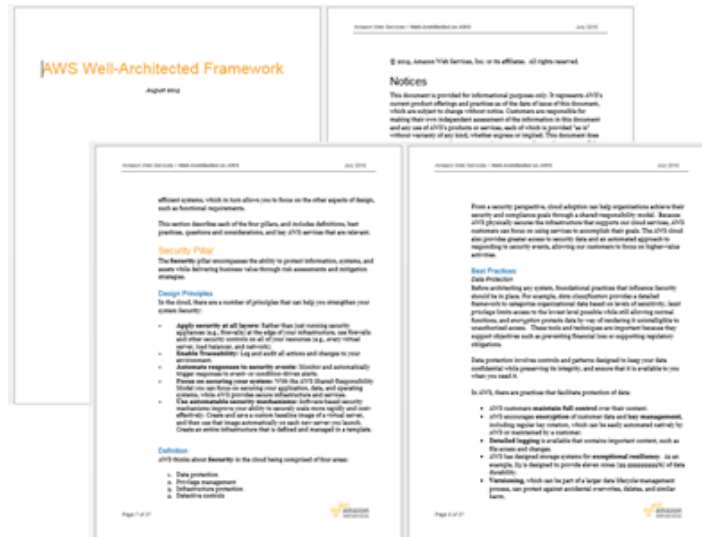 AWS Well-Architected Framework
Amazon Web Services – Well-Architected on AWS July 2015
© 2015, Amazon Web Services, Inc. or its affiliates. All rights reserved.
Notices
This document is provided for informational purposes only. It represents AWS's
current product offerings and practices as of the date of issue of this document,
which are subject to change without notice. Customers are responsible for
making their own independent assessment of the information in this document
and any use of AWS's products or services, each of which is provided "as is"
without warranty of any kind, whether express or implied. This document does
Amazon Web Services – Well-Architected on AWS July 2015
efficient systems, which in turn allows you to focus on the other aspects of design,
such as functional requirements.
This section describes each of the four pillars, and includes definitions, best
practices, questions and considerations, and key AWS services that are relevant.
Security Pillar
The Security pillar encompasses the ability to protect information, systems, and
assets while delivering business value through risk assessments and mitigation
strategies.
Design Principles
In the cloud, there are a number of principles that can help you strengthen your
system Security:
• Apply security at all layers: Rather than just running security
appliances (e.g., firewalls) at the edge of your infrastructure, use firewalls
and other security controls on all of your resources (e.g., every virtual
server, load balancer, and network).
• Enable Traceability: Log and audit all actions and changes to your
environment.
• Automate responses to security events: Monitor and automatically
trigger responses to event- or condition-driven alerts.
• Focus on securing your system: With the AWS Shared Responsibility
Model you can focus on securing your application, data, and operating
systems, while AWS provides secure infrastructure and services.
• Use automatable security mechanisms: Software-based security
mechanisms improve your ability to securely scale more rapidly and cost-
effectively. Create and save a custom baseline image of a virtual server,
and then use that image automatically on each new server you launch.
Create an entire infrastructure that is defined and managed in a template.
Definition
AWS thinks about Security in the cloud being comprised of four areas:
1. Data protection
2. Privilege management
3. Infrastructure protection
4. Detective controls
Page 7 of 37
amazon
Amazon Web Services – Well-Architected on AWS July 2015
From a security perspective, cloud adoption can help organizations achieve their
security and compliance goals through a shared-responsibility model. Because
AWS physically secures the infrastructure that supports our cloud services, AWS
customers can focus on using services to accomplish their goals. The AWS cloud
also provides greater access to security data and an automated approach to
responding to security events, allowing our customers to focus on higher-value
activities.
Best Practices
Data Protection
Before architecting any system, foundational practices that influence Security
should be in place. For example, data classification provides a detailed
framework to categorize organizational data based on levels of sensitivity, least
privilege limits access to the lowest level possible while still allowing normal
functions, and encryption protects data by way of rendering it unintelligible to
unauthorized access. These tools and techniques are important because they
support objectives such as preventing financial loss or supporting regulatory
obligations.
Data protection involves controls and patterns designed to keep your data
confidential while preserving its integrity, and ensure that it is available to you
when you need it.
In AWS, there are practices that facilitate protection of data:
• AWS customers maintain full control over their content.
• AWS encourages encryption of customer data and key management,
including regular key rotation, which can be easily automated natively by
AWS or maintained by a customer.
• Detailed logging is available that contains important content, such as
file access and changes.
• AWS has designed storage systems for exceptional resiliency. As an
example, S3 is designed to provide eleven nines of data
durability.
• Versioning, which can be part of a larger data lifecycle management
process, can protect against accidental overwrites, deletes, and similar
harm.
Page 8 of 37
amazon